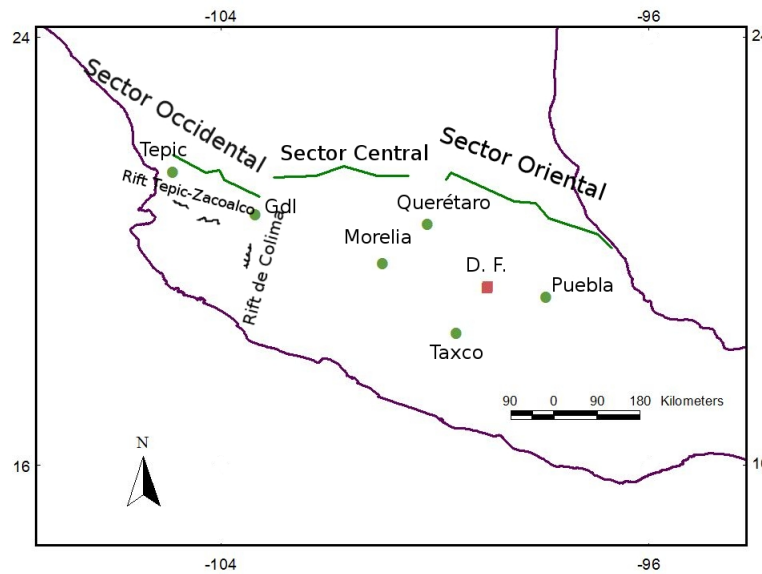 -104
-96
24
24
Sector Occidental
Sector Central
Sector Oriental
Tepic
Rift Tepic-Zacoalco
Gdl
Rift de Colima
Querétaro
Morelia
D. F.
Puebla
Taxco
90 0 90 180 Kilometers
N
16
-104
-96